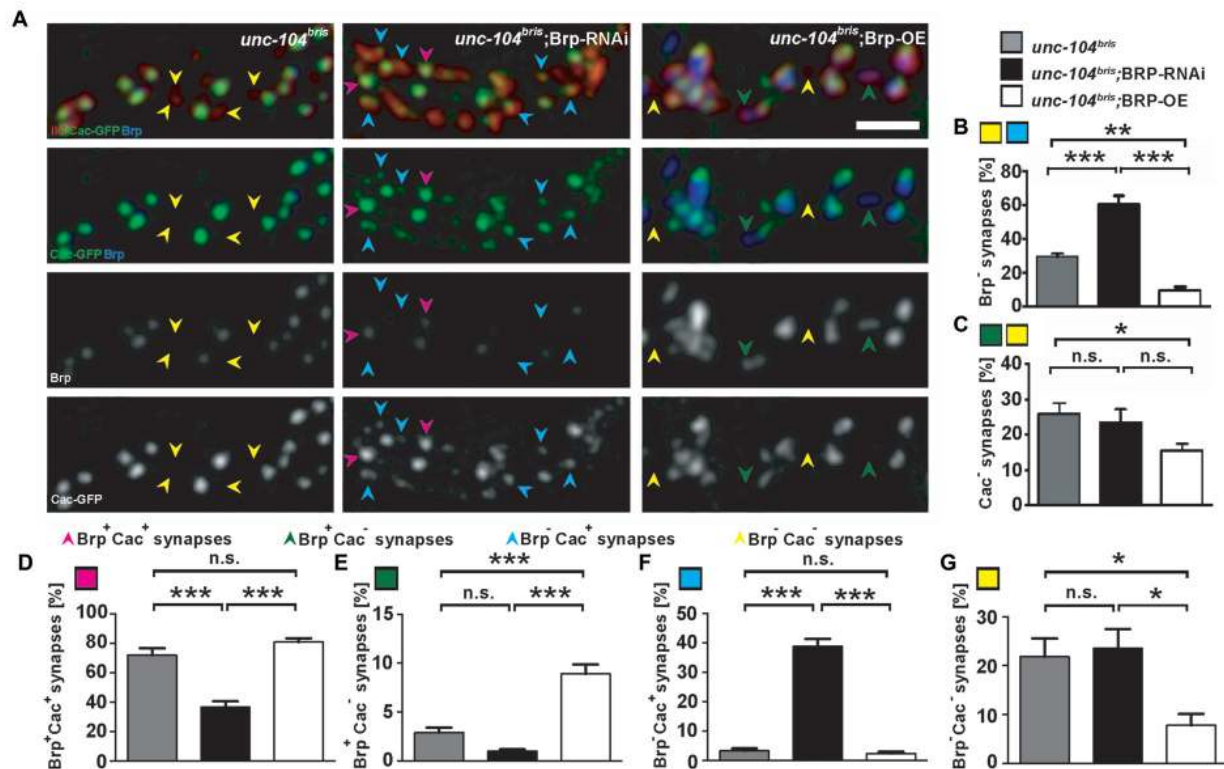 A
unc-104bris
unc-104bris;Brp-RNAi
unc-104bris;Brp-OE
Cac-GFP Brp
Cac-GFP Brp
Brp
Cac-GFP
Brp+Cac+ synapses
Brp+Cac- synapses
Brp-Cac+ synapses
Brp-Cac- synapses
unc-104bris
unc-104bris;BRP-RNAi
unc-104bris;BRP-OE
B
**
*** ***
Brp- synapses [%]
80
60
40
20
0
C
*
n.s. n.s.
Cac- synapses [%]
40
30
20
10
0
D
n.s.
*** ***
Brp+Cac+ synapses [%]
100
80
60
40
20
0
E
***
n.s. ***
+Brp Cac- synapses [%]
15
10
5
0
F
n.s.
*** ***
Brp-Cac+ synapses [%]
50
40
30
20
10
0
G
*
n.s. *
Brp-Cac- synapses [%]
30
20
10
0